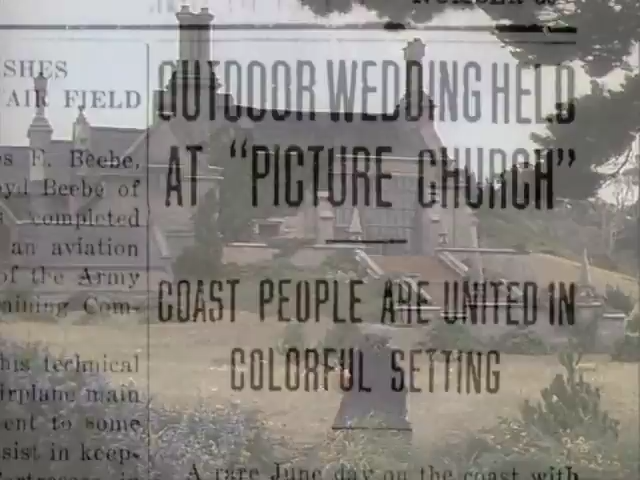 SHES
AIR FIELD
s F. Beebe,
oyd Beebe of
completed
an aviation
of the Army
aining Com-
his technical
irplane main
ent to some
sist in keep-
OUTDOOR WEDDING HELD
AT "PICTURE CHURCH"
COAST PEOPLE ARE UNITED IN
COLORFUL SETTING
A rare June day on the coast with